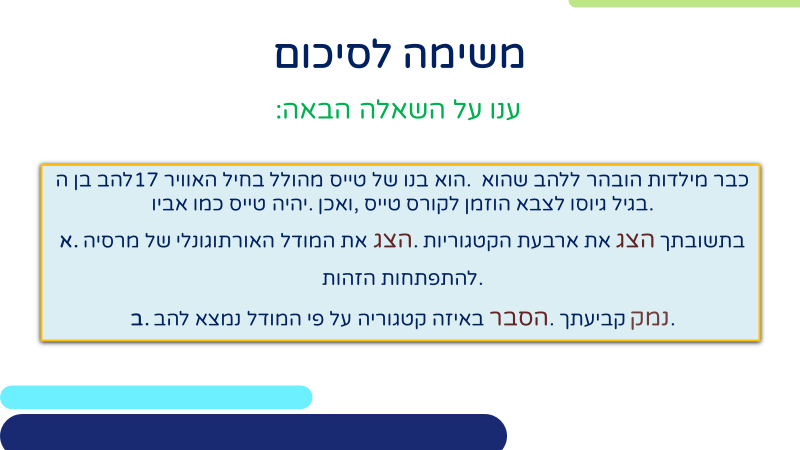 משימה לסיכום
ענו על השאלה הבאה:
להב בן ה17 הוא בנו של טייס מהולל בחיל האוויר. כבר מילדות הובהר ללהב שהוא
יהיה טייס כמו אביו. ואכן, בגיל גיוסו לצבא הוזמן לקורס טייס.
א. הצג את המודל האורתוגונלי של מרסיה. בתשובתך הצג את ארבעת הקטגוריות
להתפתחות הזהות.
ב. הסבר באיזה קטגוריה על פי המודל נמצא להב. נמק קביעתך.